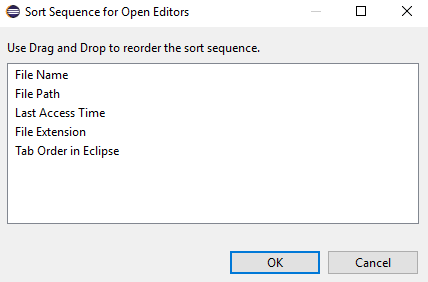 Sort Sequence for Open Editors
Use Drag and Drop to reorder the sort sequence.
File Name
File Path
Last Access Time
File Extension
Tab Order in Eclipse
OK
Cancel